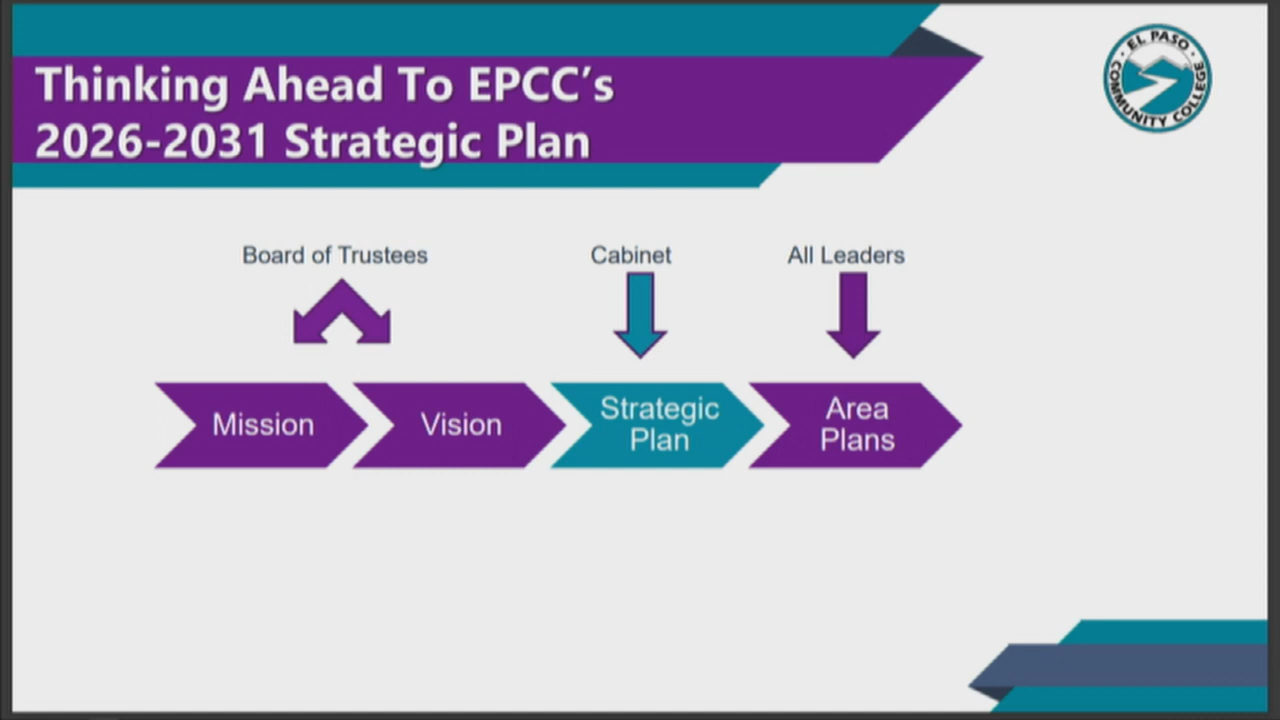 Thinking Ahead To EPCC’s
2026-2031 Strategic Plan
EL PASO
COMMUNITY COLLEGE
Board of Trustees
Cabinet
All Leaders
Mission
Vision
Strategic
Plan
Area
Plans